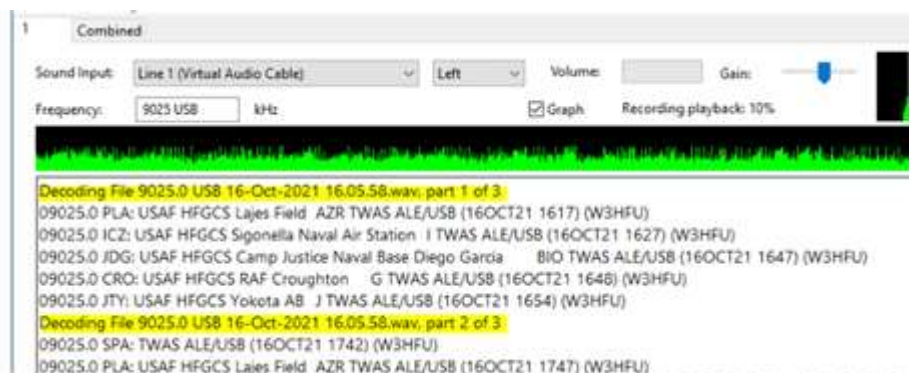 1 Combined
Sound Input: Line 1 (Virtual Audio Cable) Left Volume: Gain:
Frequency: 9025 USB kHz Graph Recording playback: 10%
Decoding File 9025.0 USB 16-Oct-2021 16.05.58.wav, part 1 of 3
09025.0 PLA: USAF HFGCS Lajes Field AZR TWAS ALE/USB (16OCT21 1617) (W3HFU)
09025.0 ICZ: USAF HFGCS Sigonella Naval Air Station I TWAS ALE/USB (16OCT21 1627) (W3HFU)
09025.0 JDG: USAF HFGCS Camp Justice Naval Base Diego Garcia BIO TWAS ALE/USB (16OCT21 1647) (W3HFU)
09025.0 CRO: USAF HFGCS RAF Croughton G TWAS ALE/USB (16OCT21 1648) (W3HFU)
09025.0 JTY: USAF HFGCS Yokota AB J TWAS ALE/USB (16OCT21 1654) (W3HFU)
Decoding File 9025.0 USB 16-Oct-2021 16.05.58.wav, part 2 of 3
09025.0 SPA: TWAS ALE/USB (16OCT21 1742) (W3HFU)
09025.0 PLA: USAF HFGCS Lajes Field AZR TWAS ALE/USB (16OCT21 1747) (W3HFU)